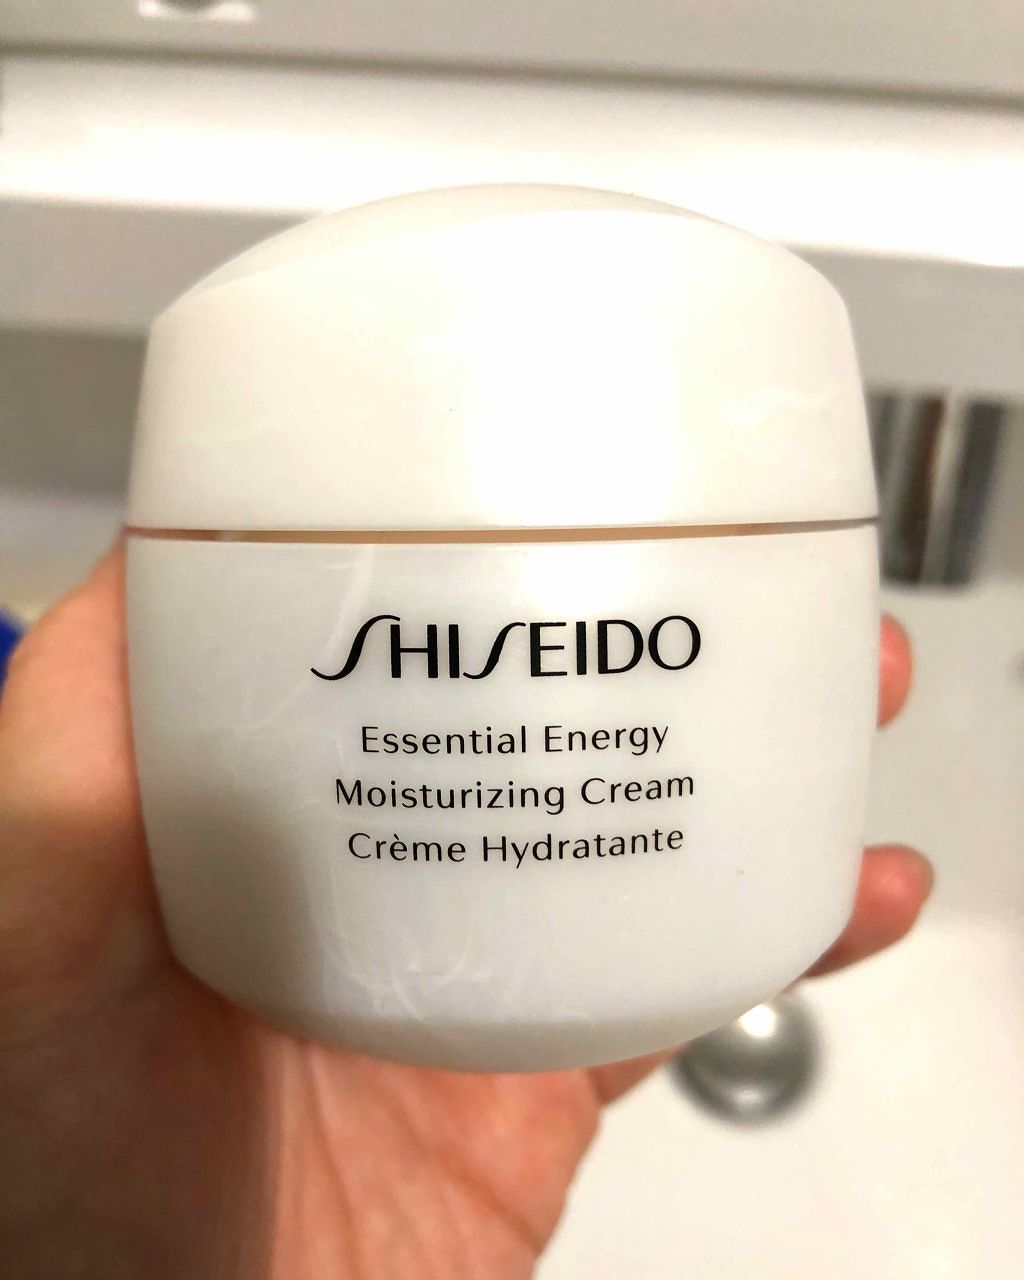 SHISEIDO
Essential Energy
Moisturizing Cream
Crème Hydratante